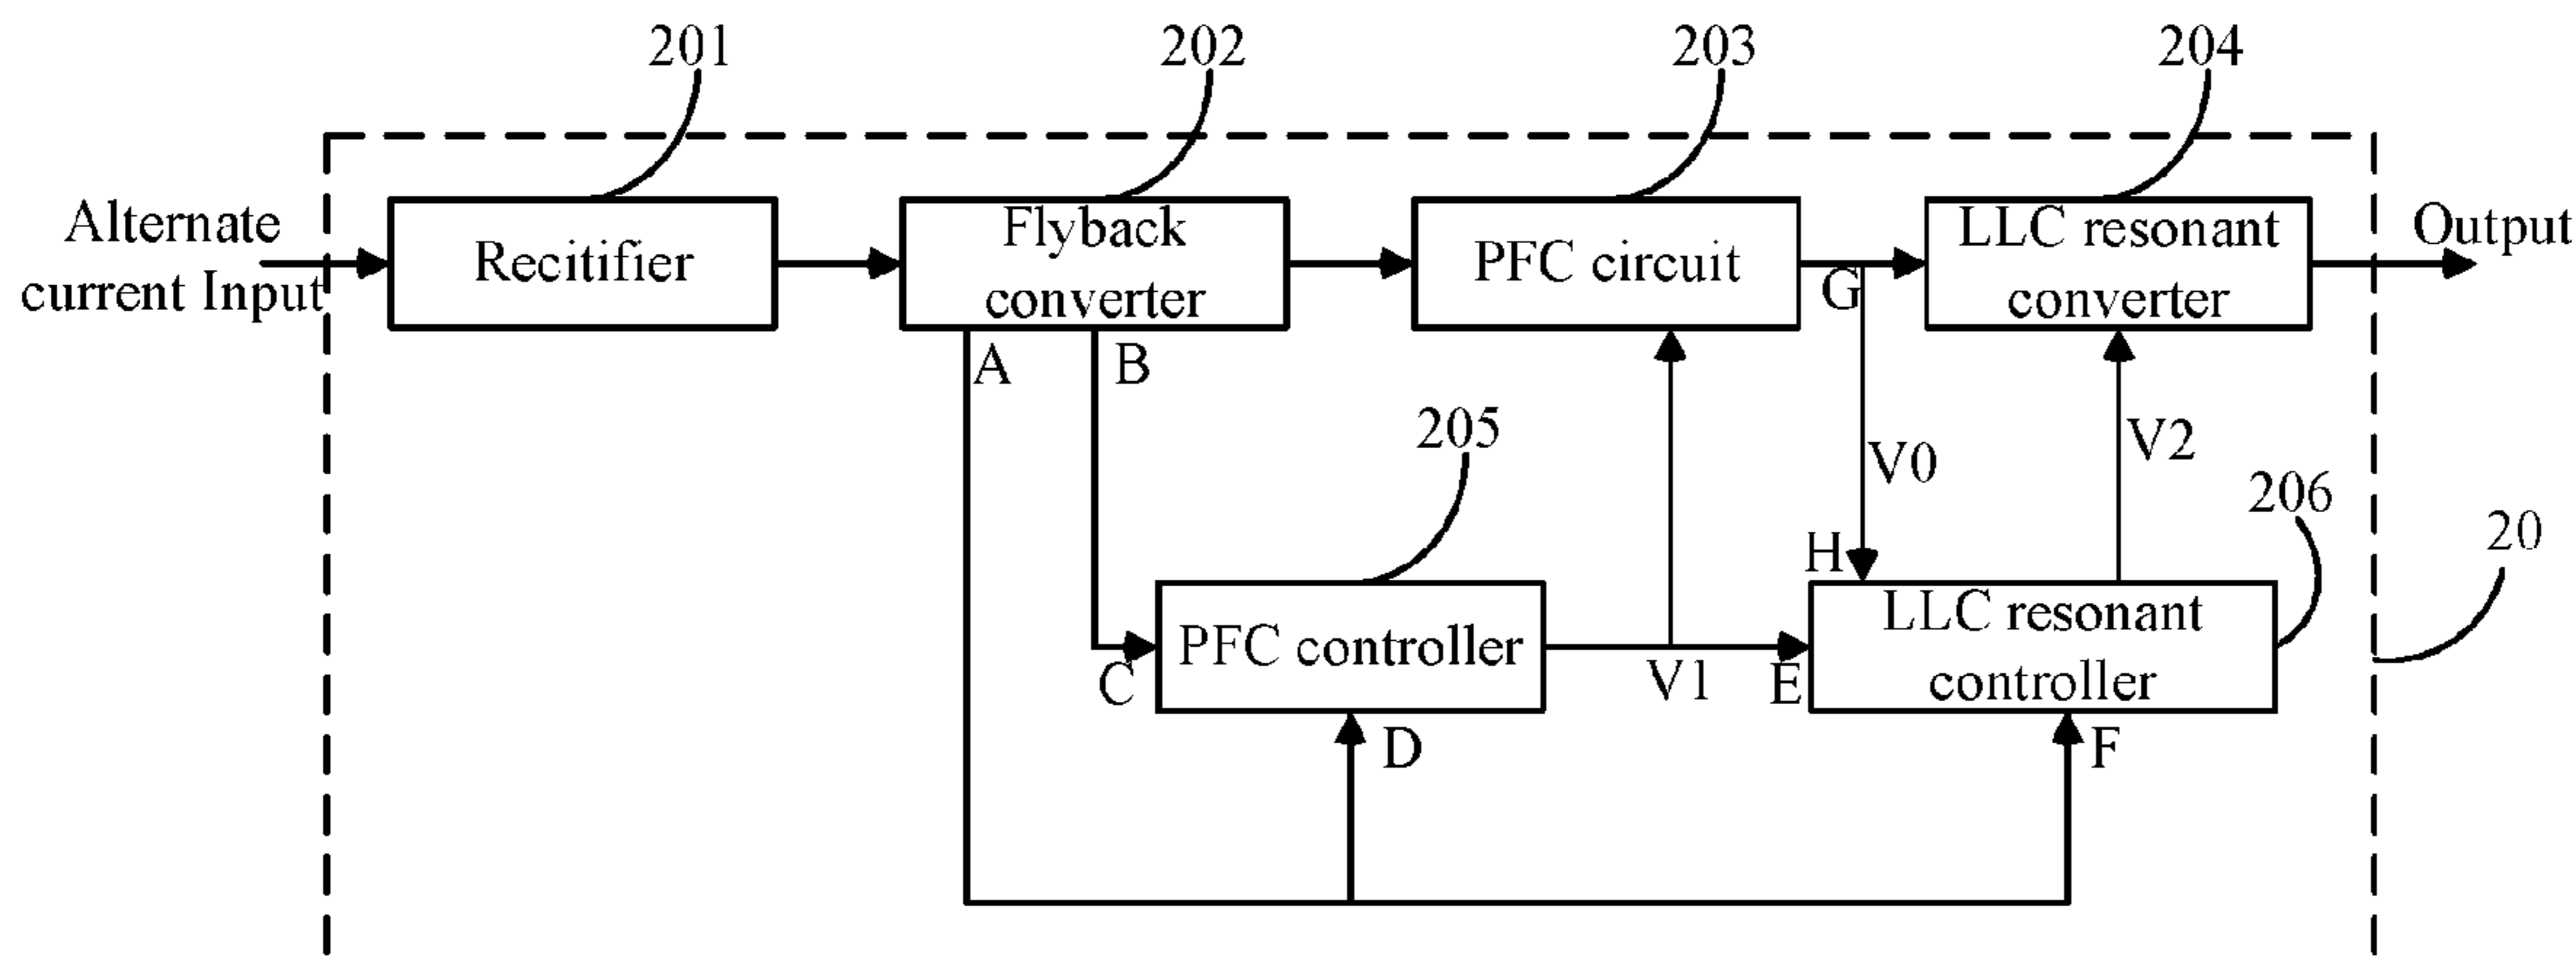 201
202
203
204
Alternate
current Input
Recitifier
Flyback
converter
PFC circuit
LLC resonant
converter
Output
G
A
B
205
V0
V2
206
20
H
PFC controller
LLC resonant
controller
C
V1
E
D
F